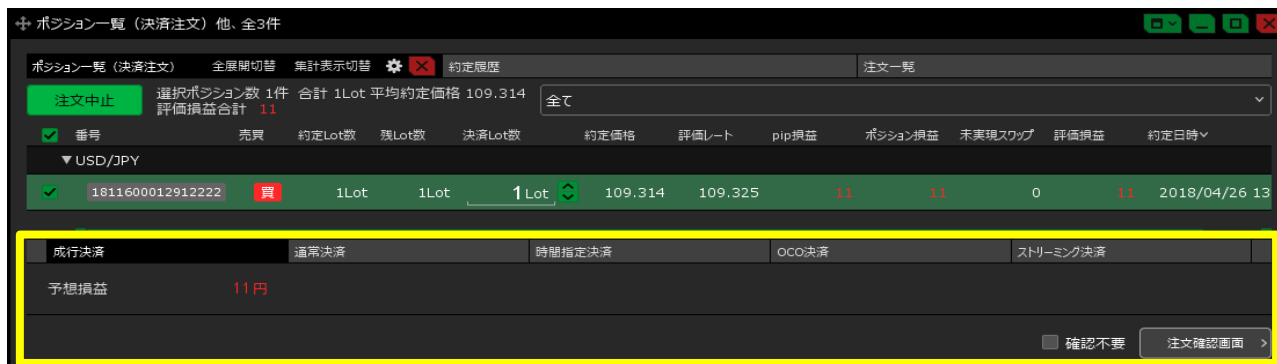 ポジション一覧（決済注文）他、全3件
ポジション一覧（決済注文） 全展開切替 集計表示切替 約定履歴 注文一覧
注文中止 選択ポジション数 1件 合計 1Lot 平均約定価格 109.314 全て
評価損益合計 11
番号 売買 約定Lot数 残Lot数 決済Lot数 約定価格 評価レート pip損益 ポジション損益 未実現スワップ 評価損益 約定日時
▼USD/JPY
1811600012912222 買 1Lot 1Lot 1 Lot 109.314 109.325 11 11 0 11 2018/04/26 13
成行決済 通常決済 時間指定決済 OCO決済 ストリーミング決済
予想損益 11円
確認不要 注文確認画面 >